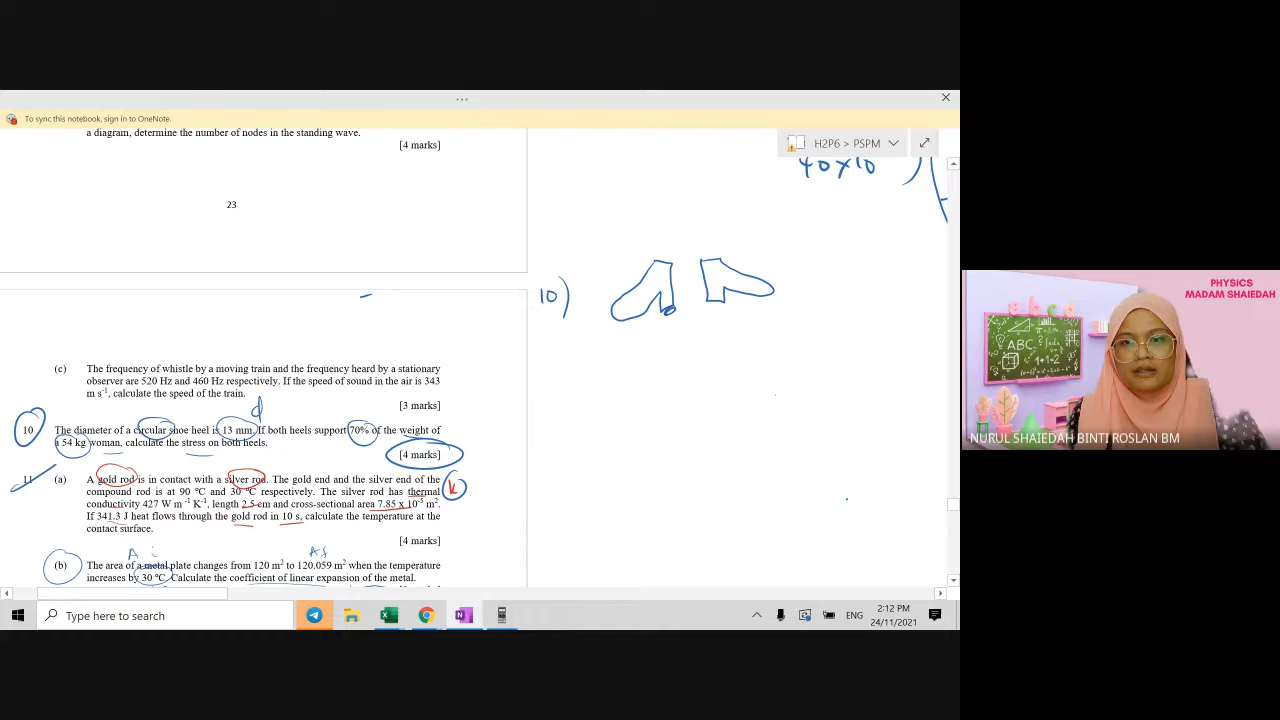 To sync this notebook, sign in to OneNote.
a diagram, determine the number of nodes in the standing wave.
[4 marks]
23
H2P6 > PSPM
40x10
10)
(c) The frequency of whistle by a moving train and the frequency heard by a stationary
observer are 520 Hz and 460 Hz respectively. If the speed of sound in the air is 343
m s-1, calculate the speed of the train.
[3 marks]
d
10 The diameter of a circular shoe heel is 13 mm. If both heels support 70% of the weight of
a 54 kg woman, calculate the stress on both heels.
[4 marks]
11 (a) A gold rod is in contact with a silver rod. The gold end and the silver end of the
compound rod is at 90 ºC and 30 ºC respectively. The silver rod has thermal
k
conductivity 427 W m -1 K-1, length 2.5 cm and cross-sectional area 7.85 x 10-5 m2.
If 341.3 J heat flows through the gold rod in 10 s, calculate the temperature at the
contact surface.
[4 marks]
A i
Af
(b) The area of a metal plate changes from 120 m2 to 120.059 m2 when the temperature
increases by 30 ºC. Calculate the coefficient of linear expansion of the metal.
Type here to search
ENG
2:12 PM
24/11/2021
PHYSICS
MADAM SHAIEDAH
ABC
1+1=2
NURUL SHAIEDAH BINTI ROSLAN BM